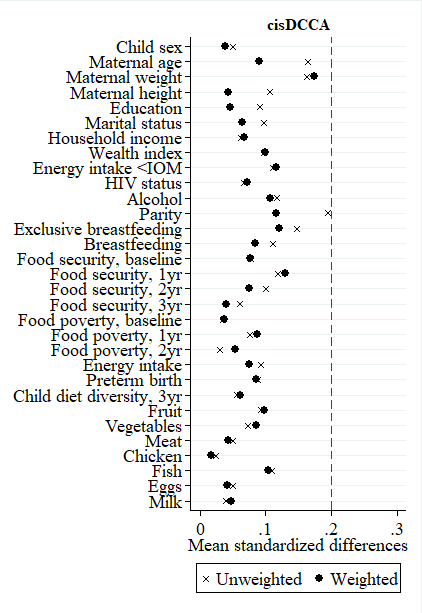 cisDCCA
Child sex
Maternal age
Maternal weight
Maternal height
Education
Marital status
Household income
Wealth index
Energy intake <IOM
HIV status
Alcohol
Parity
Exclusive breastfeeding
Breastfeeding
Food security, baseline
Food security, 1yr
Food security, 2yr
Food security, 3yr
Food poverty, baseline
Food poverty, 1yr
Food poverty, 2yr
Energy intake
Preterm birth
Child diet diversity, 3yr
Fruit
Vegetables
Meat
Chicken
Fish
Eggs
Milk
0 .1 .2 .3
Mean standardized differences
Unweighted Weighted